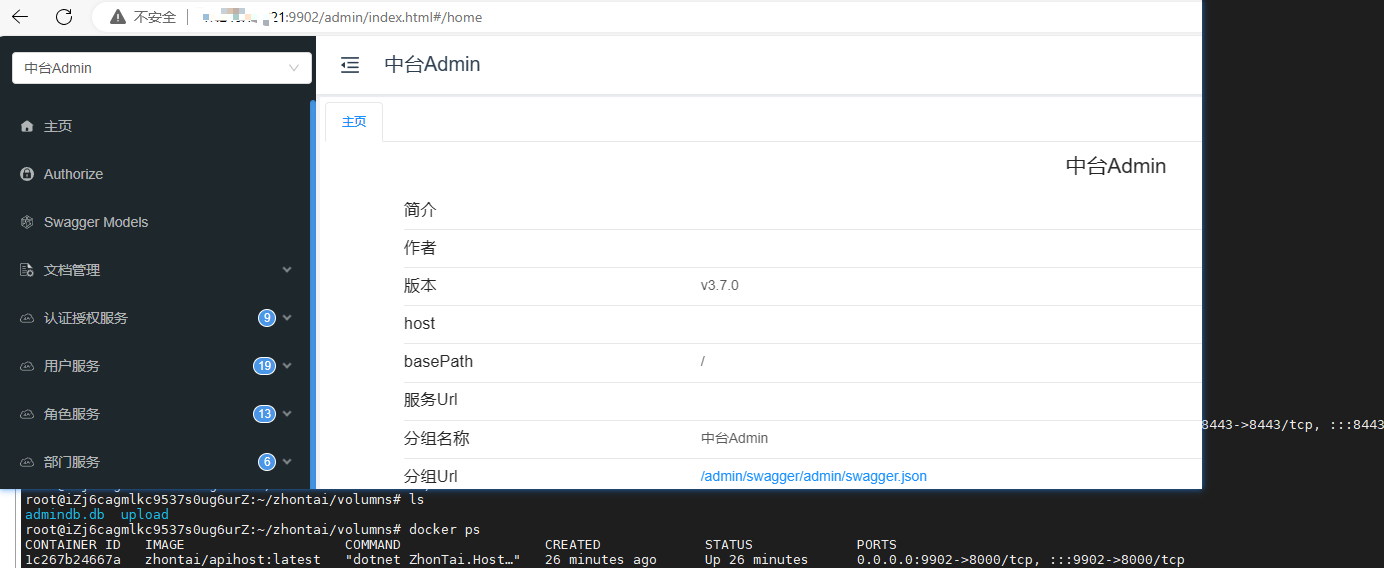 不安全 21:9902/admin/index.html#/home
中台Admin
主页
Authorize
Swagger Models
文档管理
认证授权服务 9
用户服务 19
角色服务 13
部门服务 6
中台Admin
主页
中台Admin
简介
作者
版本 v3.7.0
host
basePath /
服务Url
分组名称 中台Admin
分组Url /admin/swagger/admin/swagger.json
8443->8443/tcp, :::8443
root@iZj6cagmlkc9537s0ug6urZ:~/zhontai/volumns# ls
admindb.db upload
root@iZj6cagmlkc9537s0ug6urZ:~/zhontai/volumns# docker ps
CONTAINER ID IMAGE COMMAND CREATED STATUS PORTS
1c267b24667a zhontai/apihost:latest "dotnet ZhonTai.Host…" 26 minutes ago Up 26 minutes 0.0.0.0:9902->8000/tcp, :::9902->8000/tcp